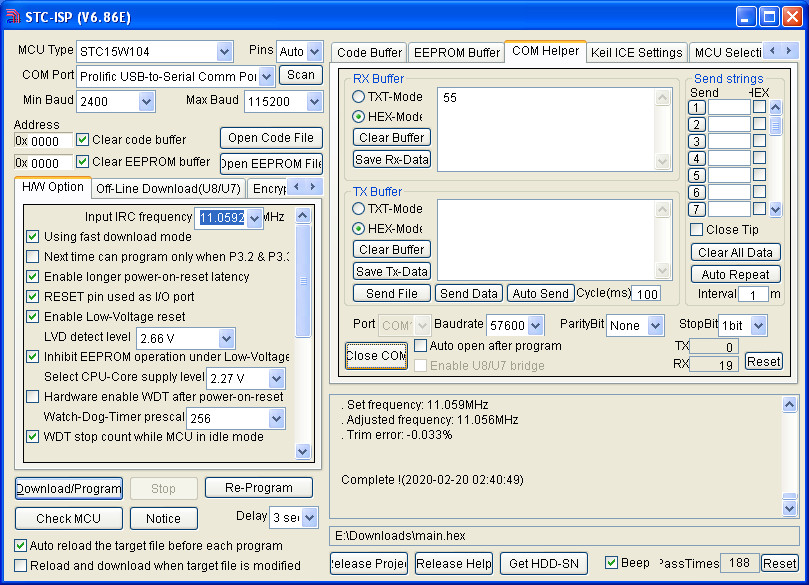 STC-ISP (V6.86E)
MCU Type STC15W104 Pins Auto
COM Port Prolific USB-to-Serial Comm Por Scan
Min Baud 2400 Max Baud 115200
Address
0x 0000 Clear code buffer Open Code File
0x 0000 Clear EEPROM buffer Open EEPROM File
H/W Option Off-Line Download(U8/U7) Encryp
Input IRC frequency 11.0592 MHz
Using fast download mode
Next time can program only when P3.2 & P3.3
Enable longer power-on-reset latency
RESET pin used as I/O port
Enable Low-Voltage reset
LVD detect level 2.66 V
Inhibit EEPROM operation under Low-Voltage
Select CPU-Core supply level 2.27 V
Hardware enable WDT after power-on-reset
Watch-Dog-Timer prescal 256
WDT stop count while MCU in idle mode
Download/Program Stop Re-Program
Check MCU Notice Delay 3 sec
Auto reload the target file before each program
Reload and download when target file is modified
Code Buffer EEPROM Buffer COM Helper Keil ICE Settings MCU Selecti
RX Buffer
TXT-Mode
HEX-Mode
Clear Buffer
Save Rx-Data
55
TX Buffer
TXT-Mode
HEX-Mode
Clear Buffer
Save Tx-Data
Send File Send Data Auto Send Cycle(ms) 100
Send strings
Send HEX
1
2
3
4
5
6
7
Close Tip
Clear All Data
Auto Repeat
Interval 1 m
Port COM Baudrate 57600 ParityBit None StopBit 1bit
Close COM Auto open after program TX 0
Enable U8/U7 bridge RX 19 Reset
. Set frequency: 11.059MHz
. Adjusted frequency: 11.056MHz
. Trim error: -0.033%
Complete !(2020-02-20 02:40:49)
E:\Downloads\main.hex
Release Projec Release Help Get HDD-SN Beep PassTimes 188 Reset